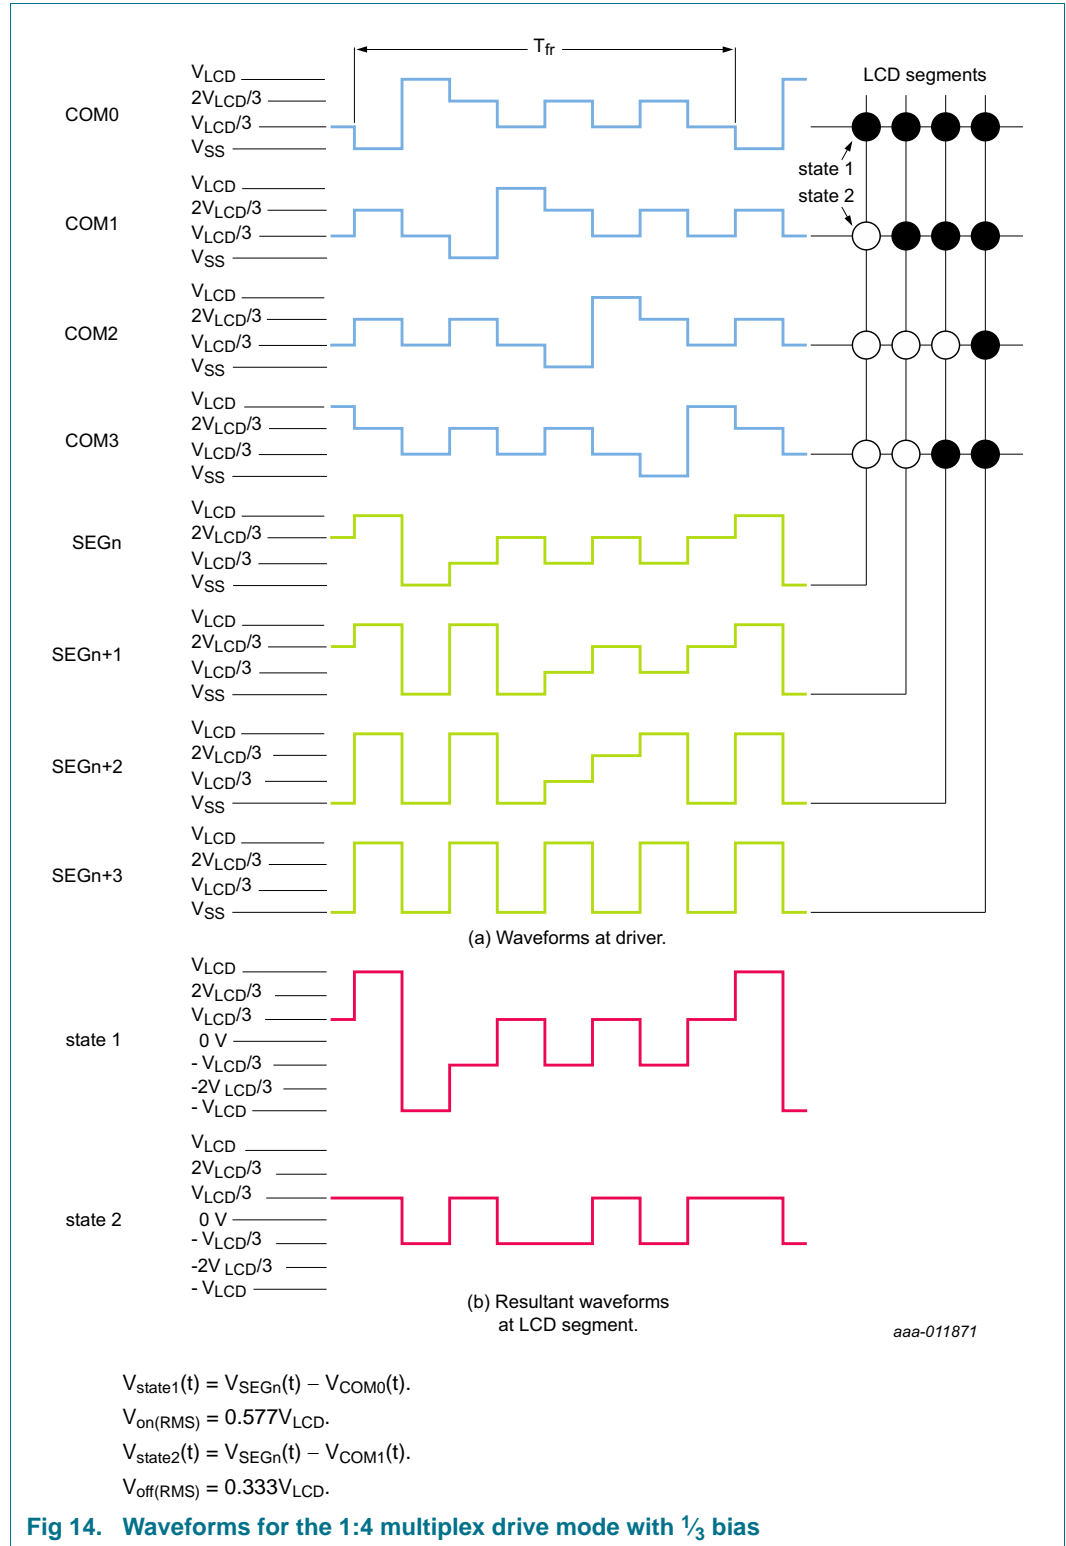 Tfr
LCD segments
COM0
VLCD
2VLCD/3
VLCD/3
VSS
state 1
state 2
COM1
VLCD
2VLCD/3
VLCD/3
VSS
COM2
VLCD
2VLCD/3
VLCD/3
VSS
COM3
VLCD
2VLCD/3
VLCD/3
VSS
SEGn
VLCD
2VLCD/3
VLCD/3
VSS
SEGn+1
VLCD
2VLCD/3
VLCD/3
VSS
SEGn+2
VLCD
2VLCD/3
VLCD/3
VSS
SEGn+3
VLCD
2VLCD/3
VLCD/3
VSS
(a) Waveforms at driver.
state 1
VLCD
2VLCD/3
VLCD/3
0 V
- VLCD/3
-2V LCD/3
- VLCD
state 2
VLCD
2VLCD/3
VLCD/3
0 V
- VLCD/3
-2V LCD/3
- VLCD
(b) Resultant waveforms
at LCD segment.
aaa-011871
Vstate1(t) = VSEGn(t) − VCOM0(t).
Von(RMS) = 0.577VLCD.
Vstate2(t) = VSEGn(t) − VCOM1(t).
Voff(RMS) = 0.333VLCD.
Fig 14. Waveforms for the 1:4 multiplex drive mode with 1⁄3 bias